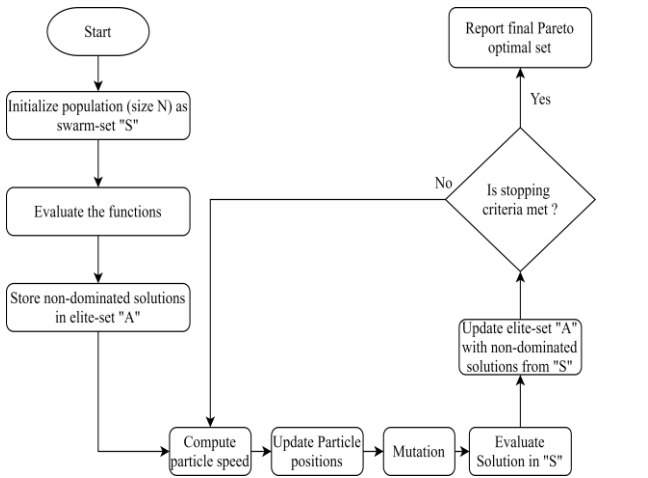 Start
Initialize population (size N) as
swarm-set "S"
Evaluate the functions
Store non-dominated solutions
in elite-set "A"
Compute
particle speed
Update Particle
positions
Mutation
Evaluate
Solution in "S"
Update elite-set "A"
with non-dominated
solutions from "S"
Is stopping
criteria met ?
No
Yes
Report final Pareto
optimal set